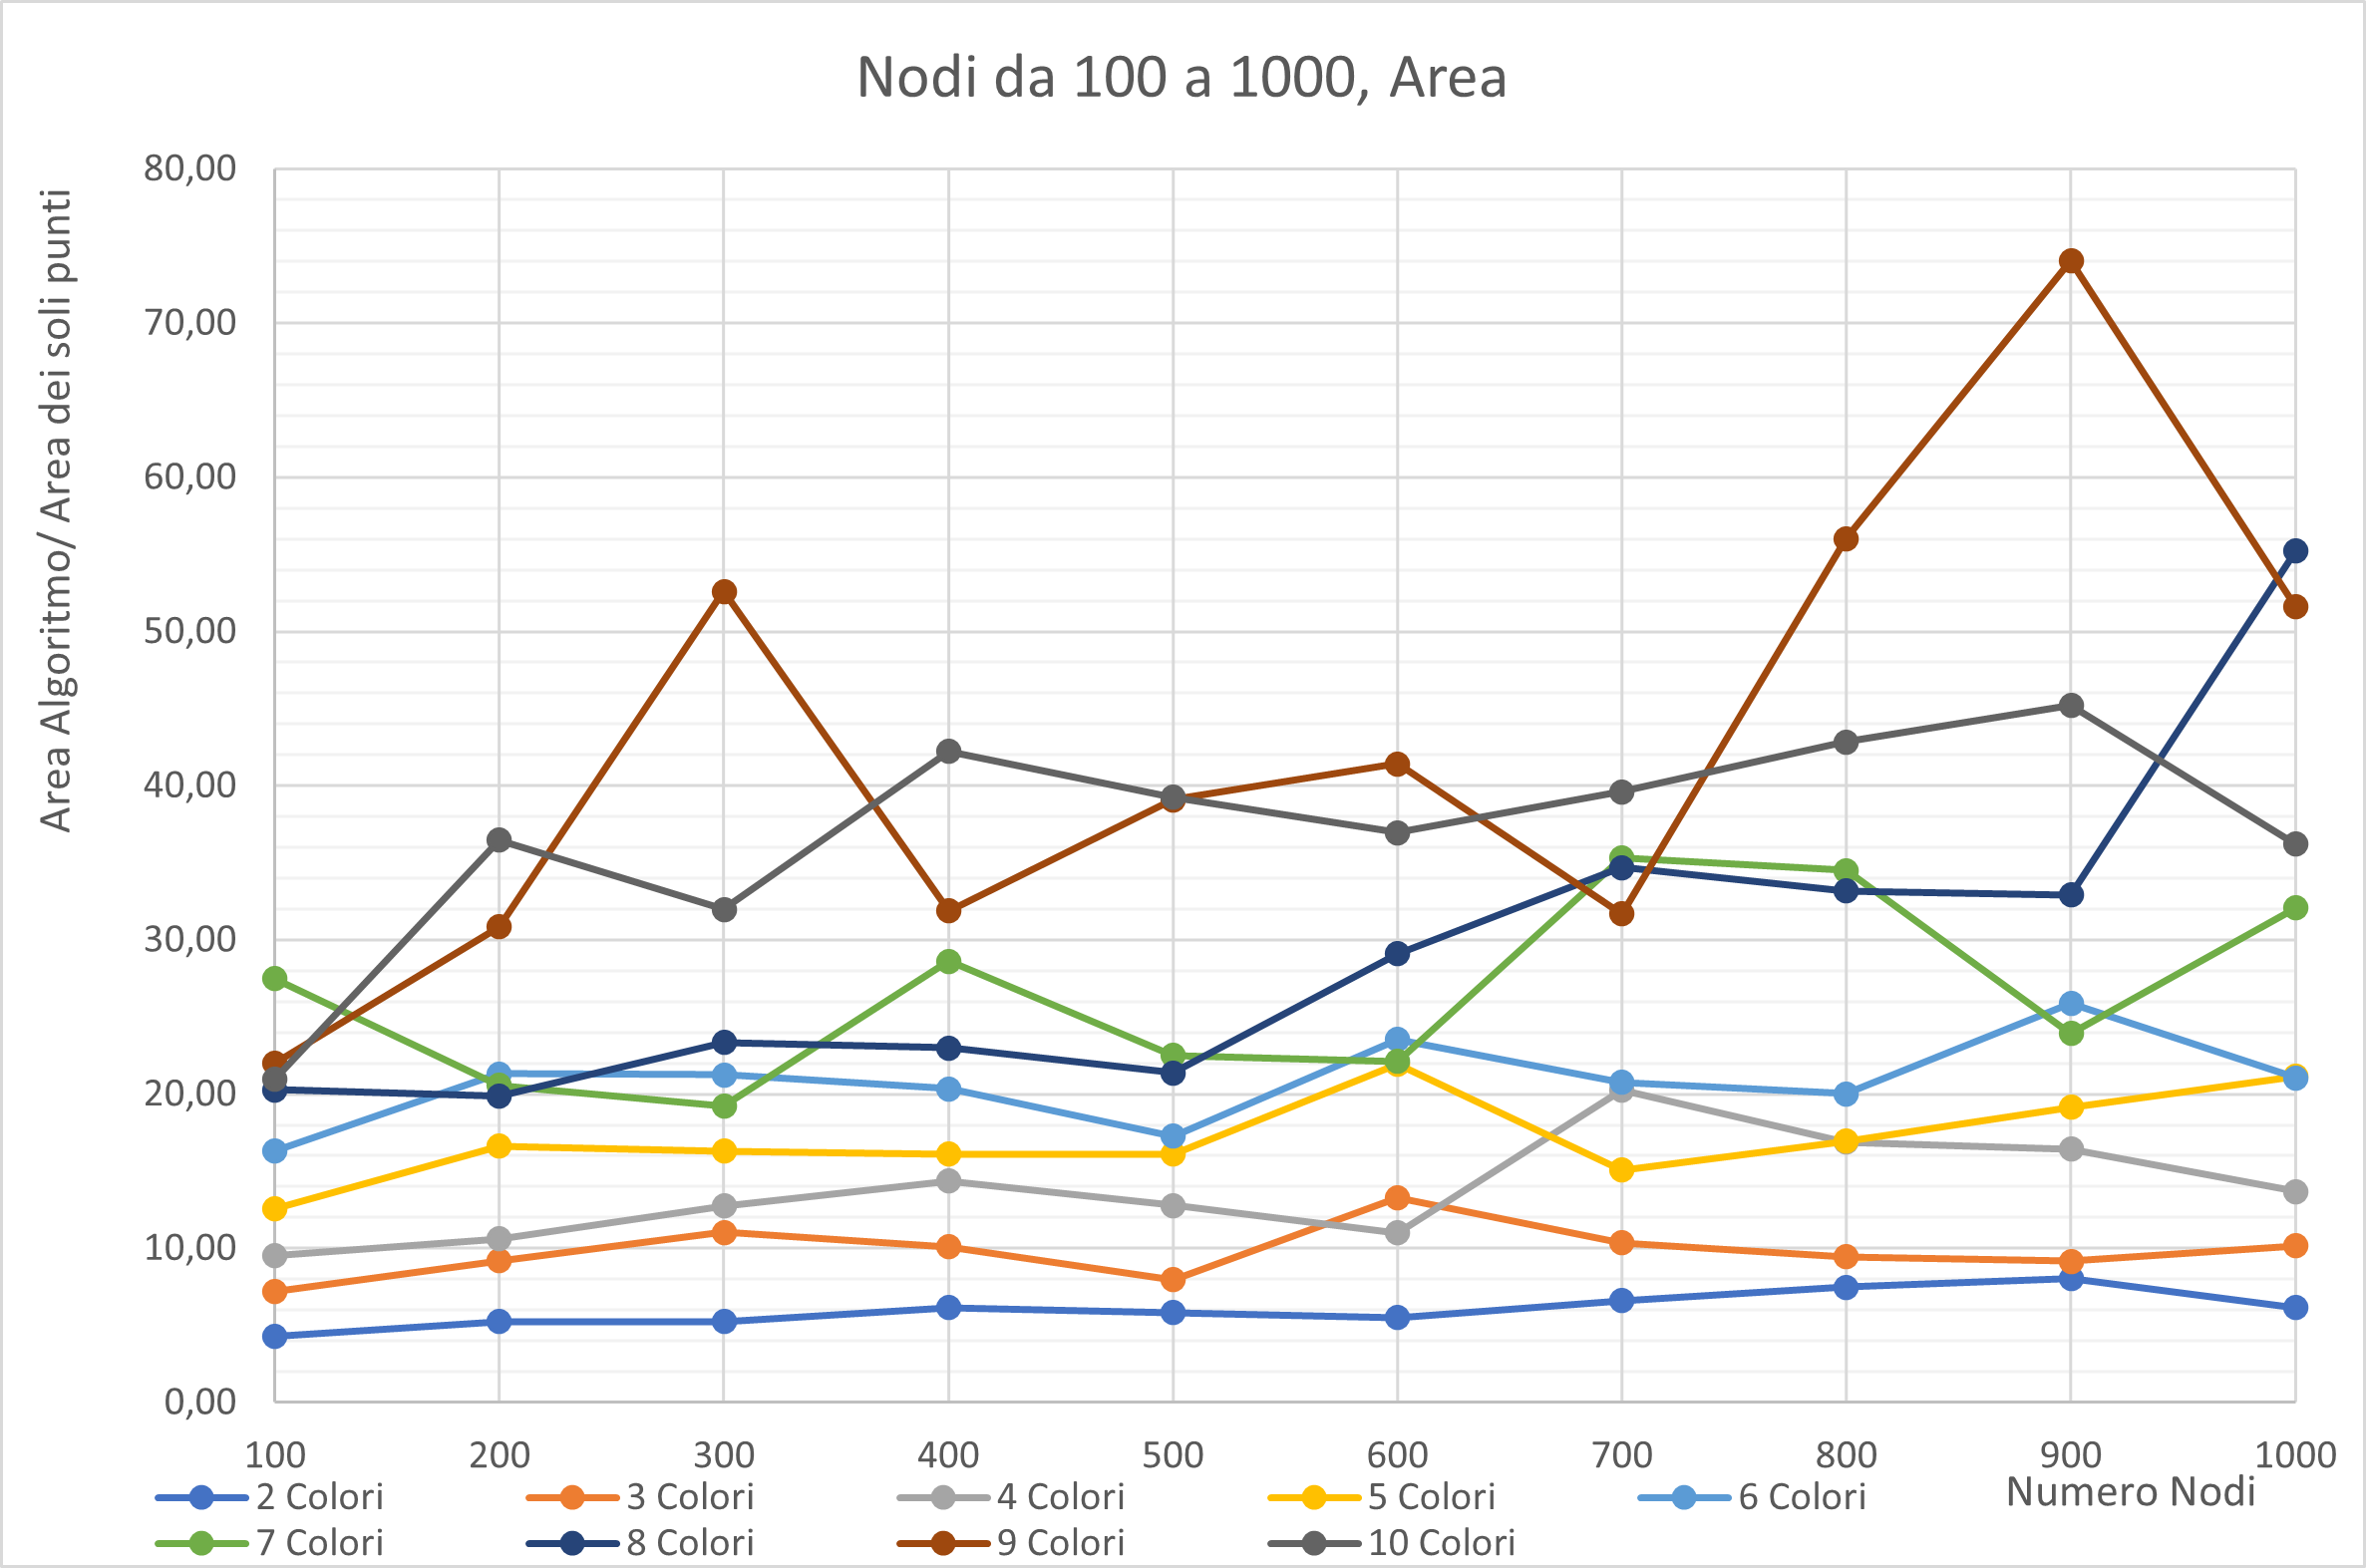 Nodi da 100 a 1000, Area
Area Algoritmo/ Area dei soli punti
80,00
70,00
60,00
50,00
40,00
30,00
20,00
10,00
0,00
100 200 300 400 500 600 700 800 900 1000
Numero Nodi
2 Colori 3 Colori 4 Colori 5 Colori 6 Colori
7 Colori 8 Colori 9 Colori 10 Colori